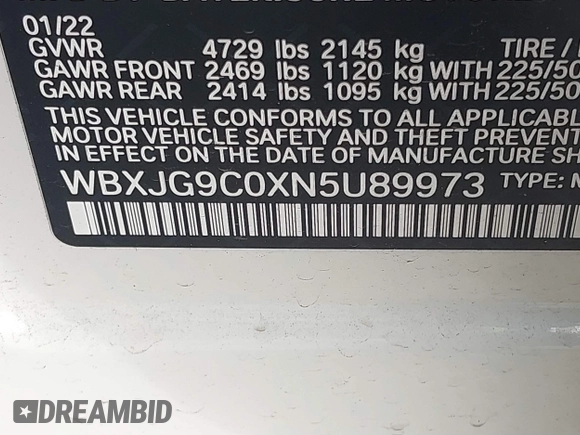 01/22
GVWR 4729 lbs 2145 kg TIRE /
GAWR FRONT 2469 lbs 1120 kg WITH 225/50
GAWR REAR 2414 lbs 1095 kg WITH 225/50
THIS VEHICLE CONFORMS TO ALL APPLICABLE
MOTOR VEHICLE SAFETY AND THEFT PREVENT
IN EFFECT ON THE DATE OF MANUFACTURE SH
WBXJG9C0XN5U89973 TYPE: M
DREAMBID